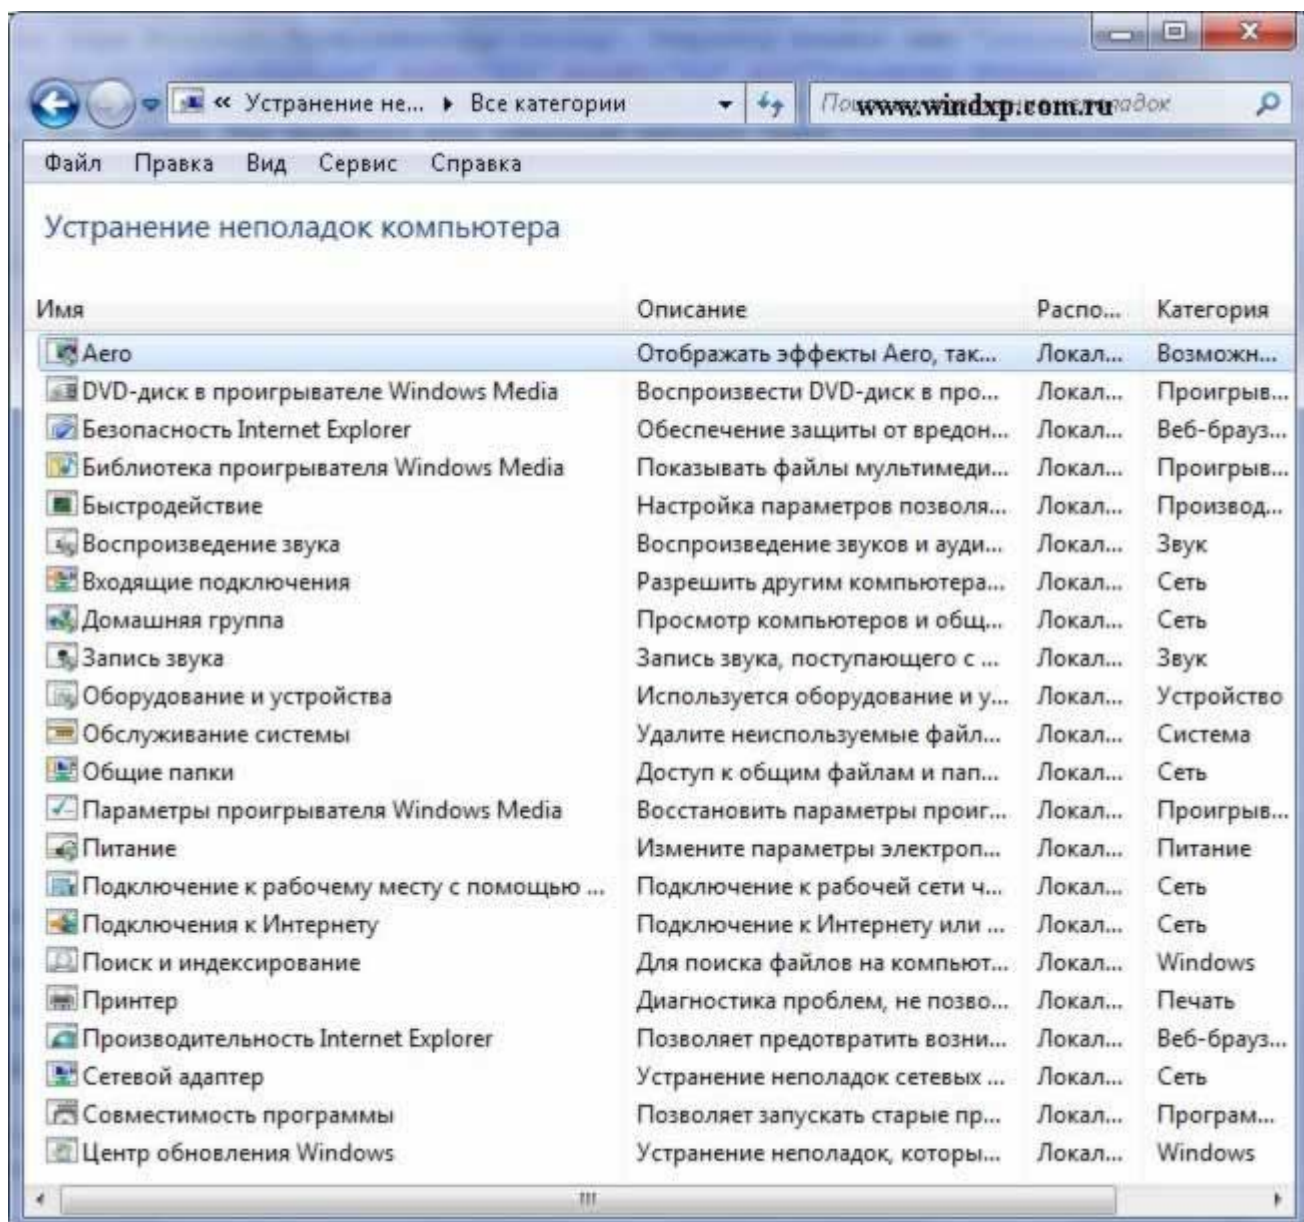 « Устранение не... ▸ Все категории www.windxp.com.ru
Файл Правка Вид Сервис Справка
Устранение неполадок компьютера
Имя Описание Распо... Категория
Aero Отображать эффекты Aero, так... Локал... Возможн...
DVD-диск в проигрывателе Windows Media Воспроизвести DVD-диск в про... Локал... Проигрыв...
Безопасность Internet Explorer Обеспечение защиты от вредон... Локал... Веб-брауз...
Библиотека проигрывателя Windows Media Показывать файлы мультимеди... Локал... Проигрыв...
Быстродействие Настройка параметров позволя... Локал... Производ...
Воспроизведение звука Воспроизведение звуков и ауди... Локал... Звук
Входящие подключения Разрешить другим компьютера... Локал... Сеть
Домашняя группа Просмотр компьютеров и общ... Локал... Сеть
Запись звука Запись звука, поступающего с ... Локал... Звук
Оборудование и устройства Используется оборудование и у... Локал... Устройство
Обслуживание системы Удалите неиспользуемые файл... Локал... Система
Общие папки Доступ к общим файлам и пап... Локал... Сеть
Параметры проигрывателя Windows Media Восстановить параметры проиг... Локал... Проигрыв...
Питание Измените параметры электроп... Локал... Питание
Подключение к рабочему месту с помощью ... Подключение к рабочей сети ч... Локал... Сеть
Подключения к Интернету Подключение к Интернету или ... Локал... Сеть
Поиск и индексирование Для поиска файлов на компьют... Локал... Windows
Принтер Диагностика проблем, не позво... Локал... Печать
Производительность Internet Explorer Позволяет предотвратить возни... Локал... Веб-брауз...
Сетевой адаптер Устранение неполадок сетевых ... Локал... Сеть
Совместимость программы Позволяет запускать старые пр... Локал... Програм...
Центр обновления Windows Устранение неполадок, которы... Локал... Windows